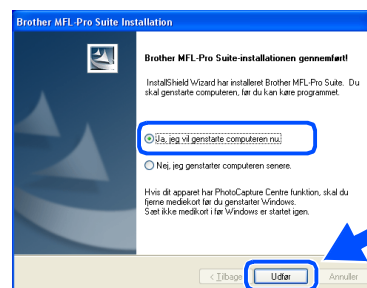 Brother MFL-Pro Suite Installation
Brother MFL-Pro Suite-installationen gennemført!
InstallShield Wizard har installeret Brother MFL-Pro Suite. Du
skal genstarte computeren, før du kan køre programmet.
Ja, jeg vil genstarte computeren nu.
Nej, jeg genstarter computeren senere.
Hvis dit apparat har PhotoCapture Centre funktion, skal du
fjerne mediekort før du genstarter Windows.
Sæt ikke medikort i før Windows er startet igen.
< Tilbage Udfør Annuller